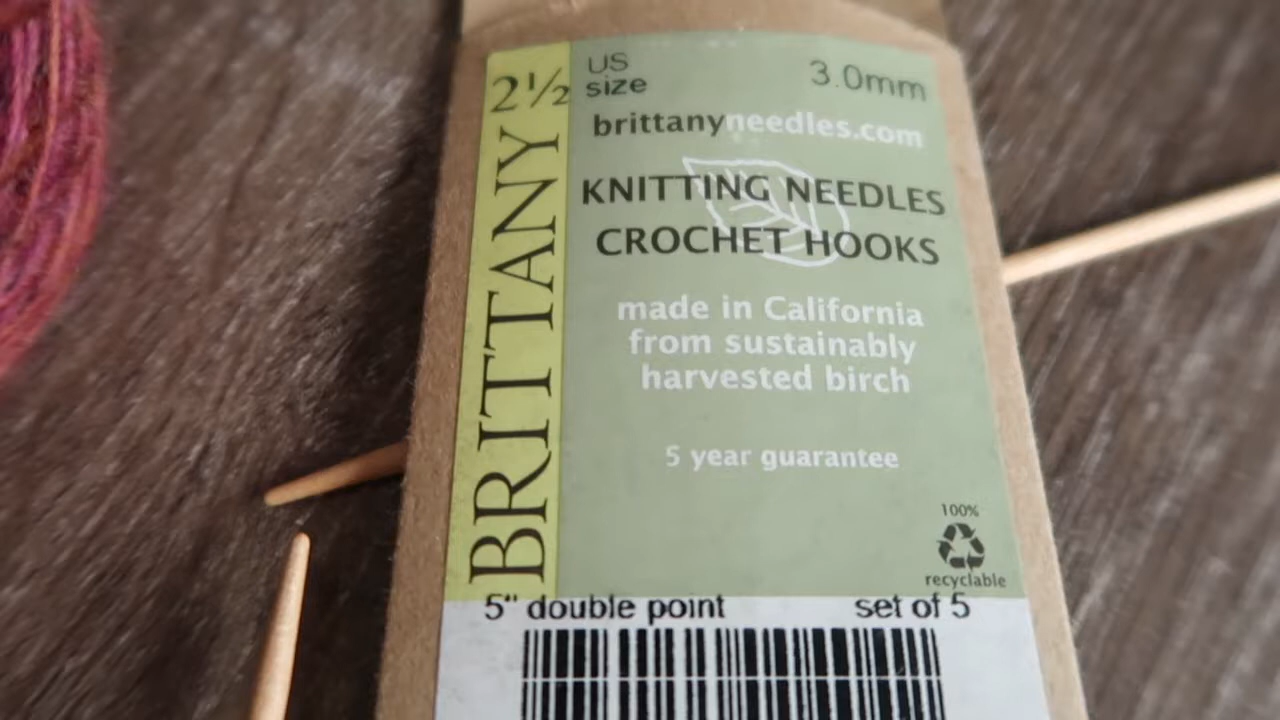 2½
US
size
3.0mm
BRITTANY
brittanyneedles.com
KNITTING NEEDLES
CROCHET HOOKS
made in California
from sustainably
harvested birch
5 year guarantee
100%
recyclable
5" double point
set of 5